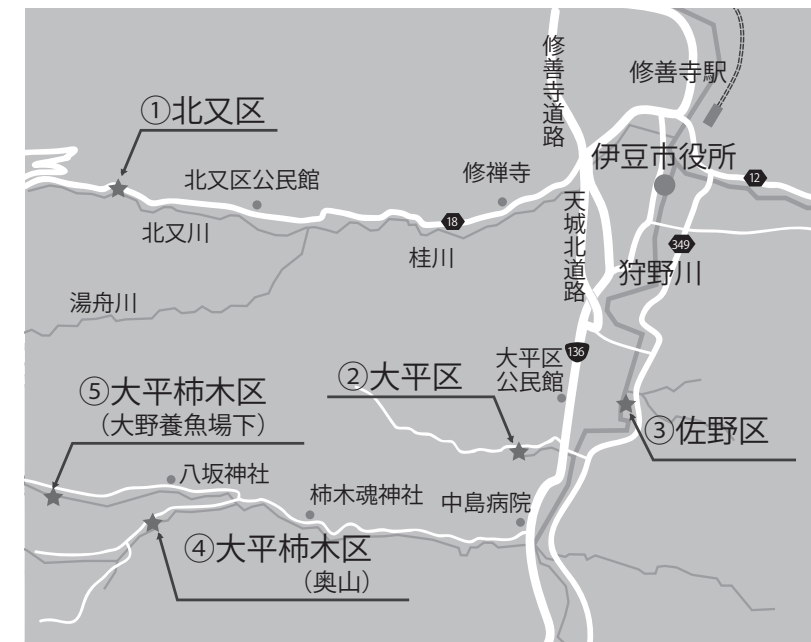 修善寺道路
修善寺駅
①北又区
伊豆市役所
北又区公民館
修禅寺
12
天城北道路
18
北又川
349
桂川
狩野川
湯舟川
136
大平区
公民館
②大平区
⑤大平柿木区
（大野養魚場下）
③佐野区
八坂神社
柿木魂神社
中島病院
④大平柿木区
（奥山）